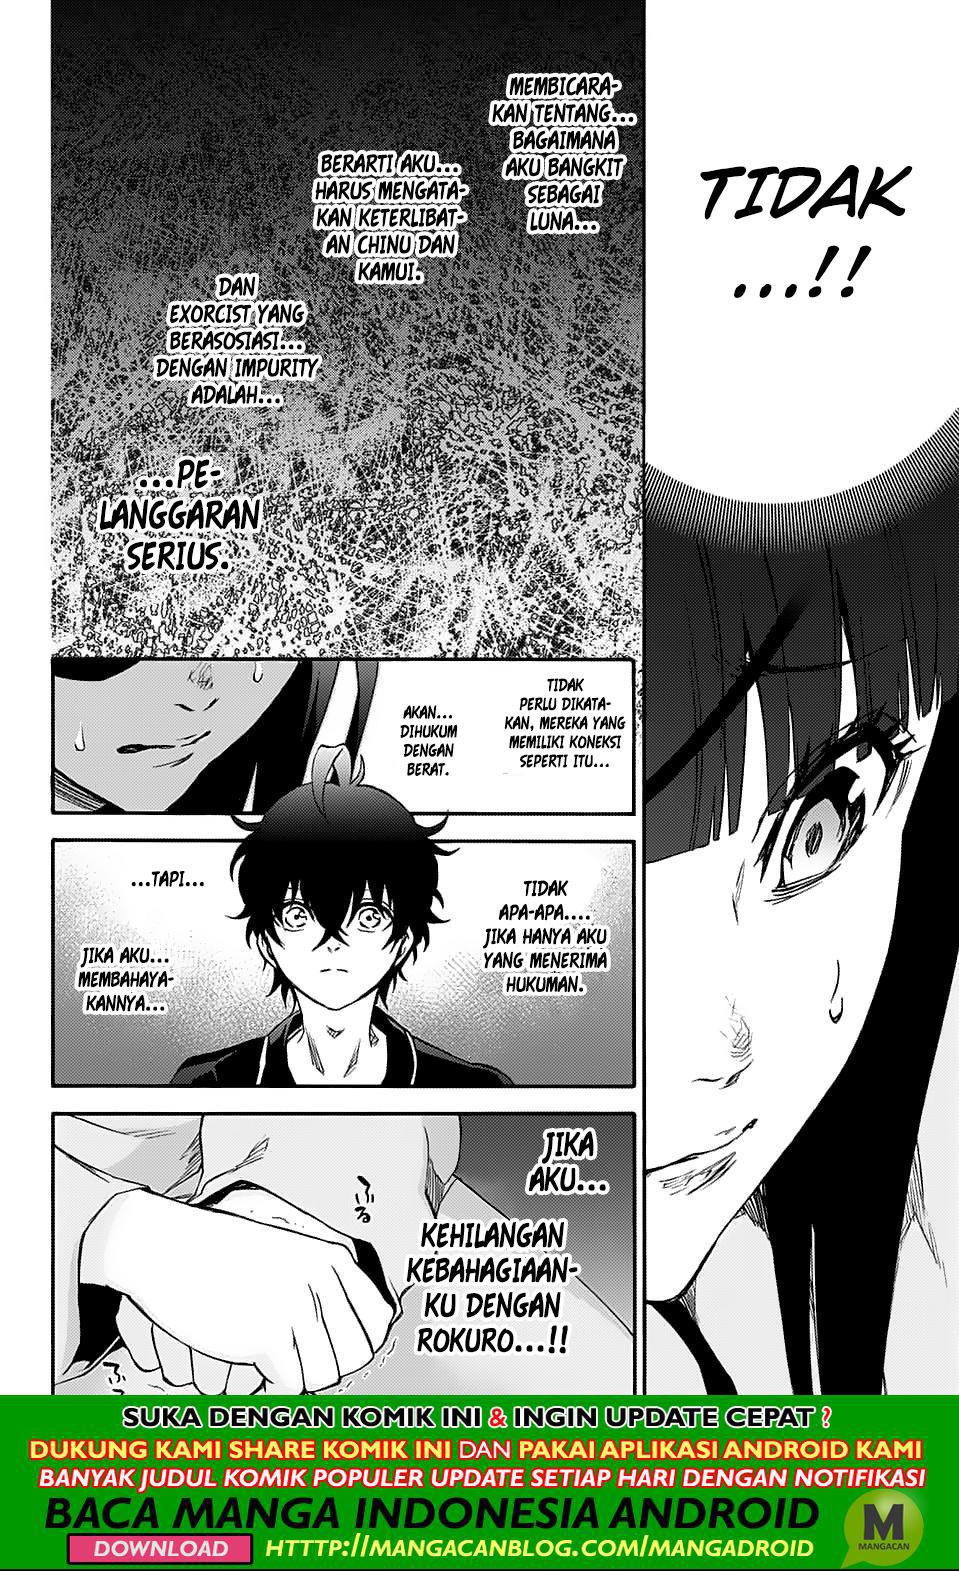 TIDAK
...!!
MEMBICARA-
KAN TENTANG...
BAGAIMANA
AKU BANGKIT
SEBAGAI
LUNA...
BERARTI AKU...
HARUS MENGATA-
KAN KETERLIBAT-
AN CHINU DAN
KAMUI.
DAN
EXORCIST YANG
BERASOSIASI...
DENGAN IMPURITY
ADALAH...
...PE-
LANGGARAN
SERIUS.
TIDAK
PERLU DIKATA-
KAN, MEREKA YANG
MEMILIKI KONEKSI
SEPERTI ITU...
AKAN...
DIHUKUM
DENGAN
BERAT.
TIDAK
APA-APA....
JIKA HANYA AKU
YANG MENERIMA
HUKUMAN.
...TAPI...
JIKA AKU...
MEMBAHAYA-
KANNYA...
JIKA
AKU...
KEHILANGAN
KEBAHAGIAAN-
KU DENGAN
ROKURO...!!
ふる
SUKA DENGAN KOMIK INI & INGIN UPDATE CEPAT ?
DUKUNG KAMI SHARE KOMIK INI DAN PAKAI APLIKASI ANDROID KAMI
BANYAK JUDUL KOMIK POPULER UPDATE SETIAP HARI DENGAN NOTIFIKASI
BACA MANGA INDONESIA ANDROID
DOWNLOAD HTTTP://MANGACANBLOG.COM/MANGADROID
M
MANGACAN